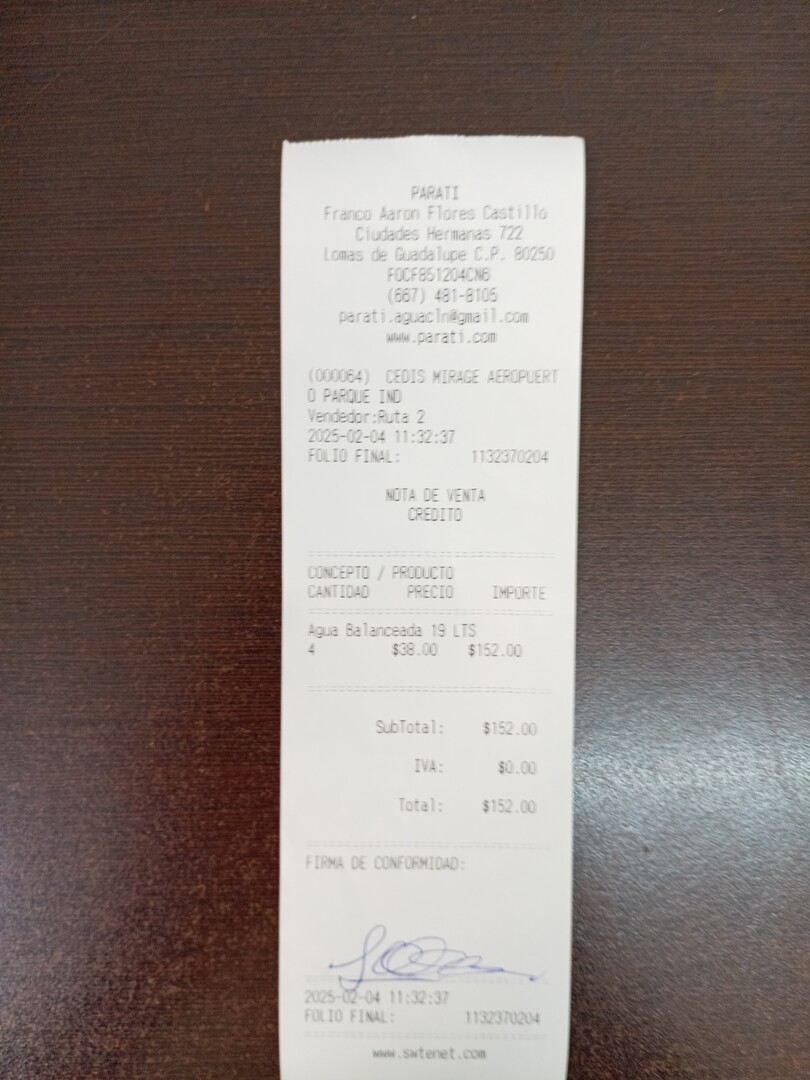 PARATI
Franco Aaron Flores Castillo
Ciudades Hermanas 722
Lomas de Guadalupe C.P. 80250
FOCF851204CN6
(667) 481-8105
parati.aguacln@gmail.com
www.parati.com
(000064) CEDIS MIRAGE AEROPUERT
O PARQUE IND
Vendedor:Ruta 2
2025-02-04 11:32:37
FOLIO FINAL: 1132370204
NOTA DE VENTA
CREDITO
CONCEPTO / PRODUCTO
CANTIDAD PRECIO IMPORTE
Agua Balanceada 19 LTS
4 $38.00 $152.00
SubTotal: $152.00
IVA: $0.00
Total: $152.00
FIRMA DE CONFORMIDAD:
2025-02-04 11:32:37
FOLIO FINAL: 1132370204
www.swtenet.com